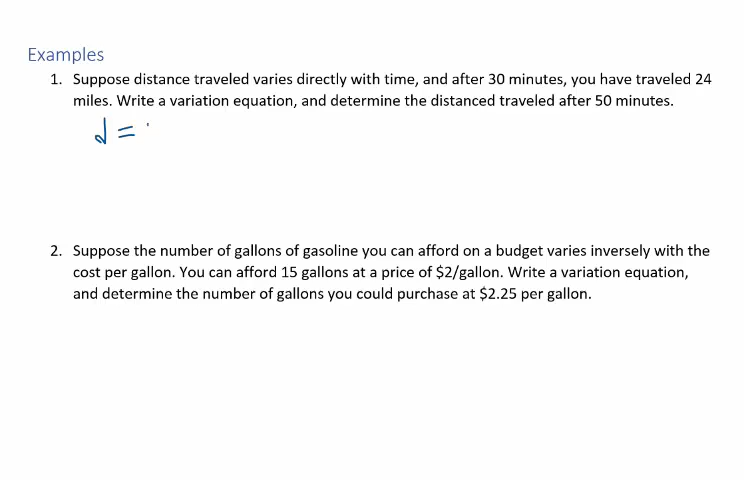 Examples
1. Suppose distance traveled varies directly with time, and after 30 minutes, you have traveled 24
miles. Write a variation equation, and determine the distanced traveled after 50 minutes.
d =
2. Suppose the number of gallons of gasoline you can afford on a budget varies inversely with the
cost per gallon. You can afford 15 gallons at a price of $2/gallon. Write a variation equation,
and determine the number of gallons you could purchase at $2.25 per gallon.